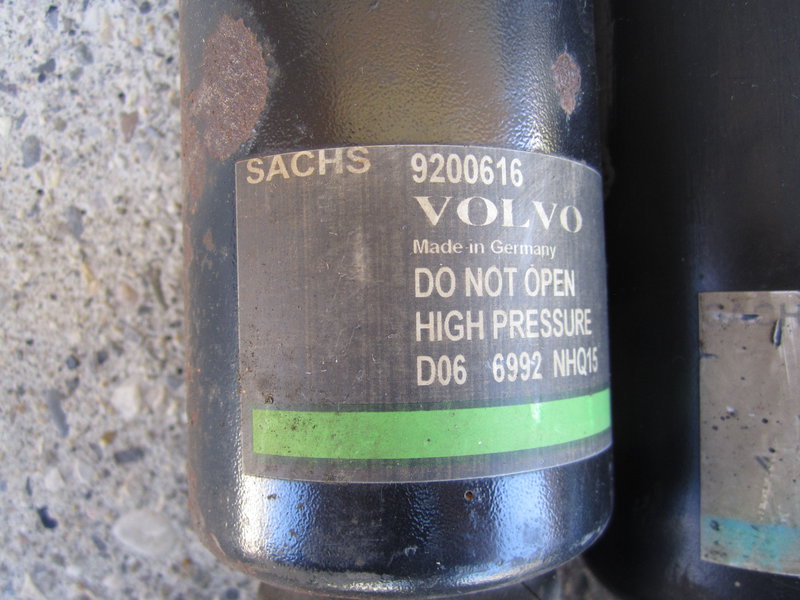 SACHS 9200616
VOLVO
Made in Germany
DO NOT OPEN
HIGH PRESSURE
D06 6992 NHQ15